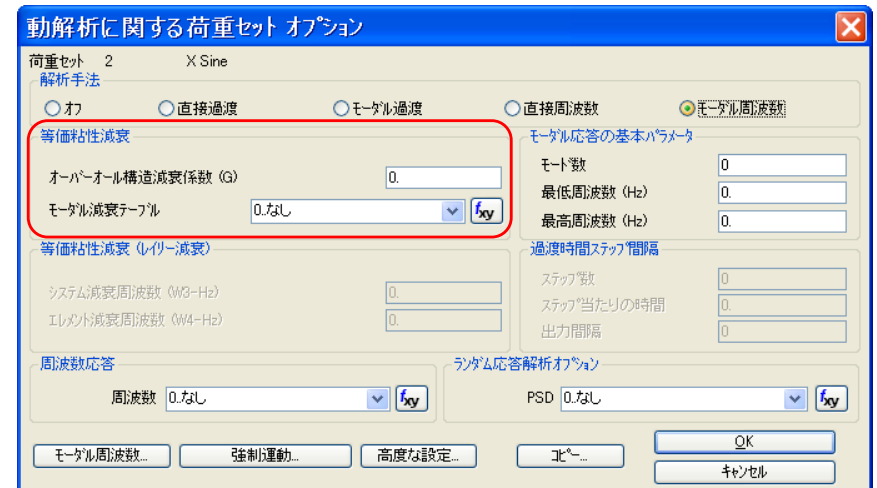 動解析に関する荷重セット オプション
荷重セット 2 X Sine
解析手法
オフ 直接過渡 モーダル過渡 直接周波数 モーダル周波数
等価粘性減衰
オーバーオール構造減衰係数 (G) 0.
モーダル減衰テーブル 0..なし fxy
モーダル応答の基本パラメータ
モード数 0
最低周波数 (Hz) 0.
最高周波数 (Hz) 0.
等価粘性減衰 (レイリー減衰)
システム減衰周波数 (W3-Hz) 0.
エレメント減衰周波数 (W4-Hz) 0.
過渡時間ステップ間隔
ステップ数 0
ステップ当たりの時間 0.
出力間隔 0
周波数応答
周波数 0..なし fxy
ランダム応答解析オプション
PSD 0..なし fxy
モーダル周波数... 強制運動... 高度な設定... コピー... OK
キャンセル